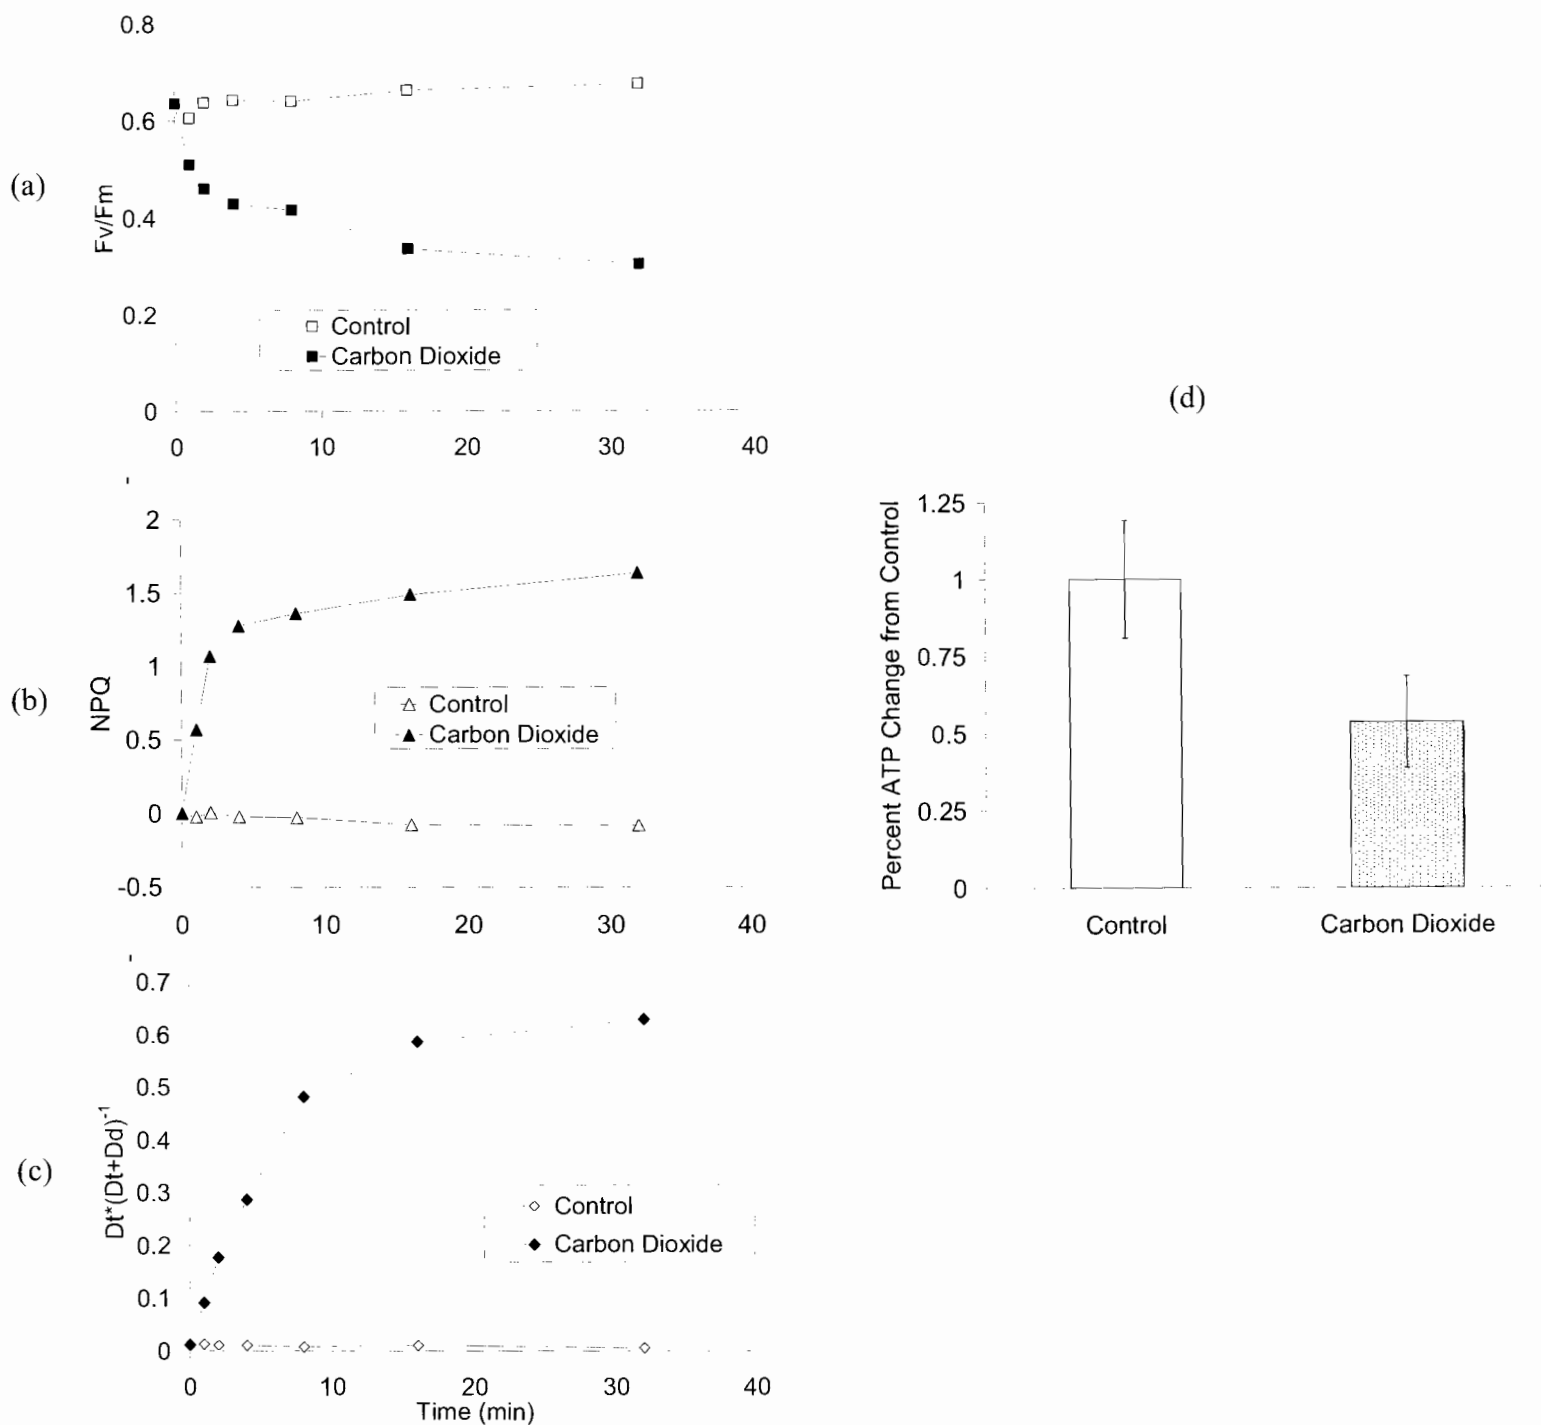 (a)
Fv/Fm
0.8
0.6
0.4
0.2
0
Control
Carbon Dioxide
0 10 20 30 40
(b)
NPQ
2
1.5
1
0.5
0
-0.5
Control
Carbon Dioxide
0 10 20 30 40
(c)
Dt*(Dt+Dd)-1
0.7
0.6
0.5
0.4
0.3
0.2
0.1
0
Control
Carbon Dioxide
0 10 20 30 40
Time (min)
(d)
Percent ATP Change from Control
1.25
1
0.75
0.5
0.25
0
Control Carbon Dioxide